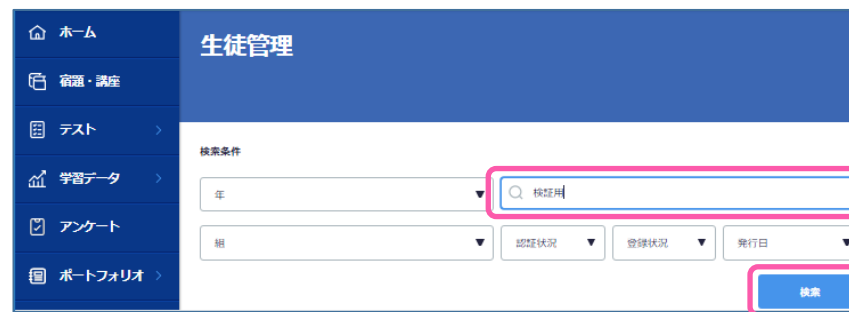 ホーム
宿題・講座
テスト
学習データ
アンケート
ポートフォリオ
生徒管理
検索条件
年
検証用
組
認証状況
登録状況
発行日
検索